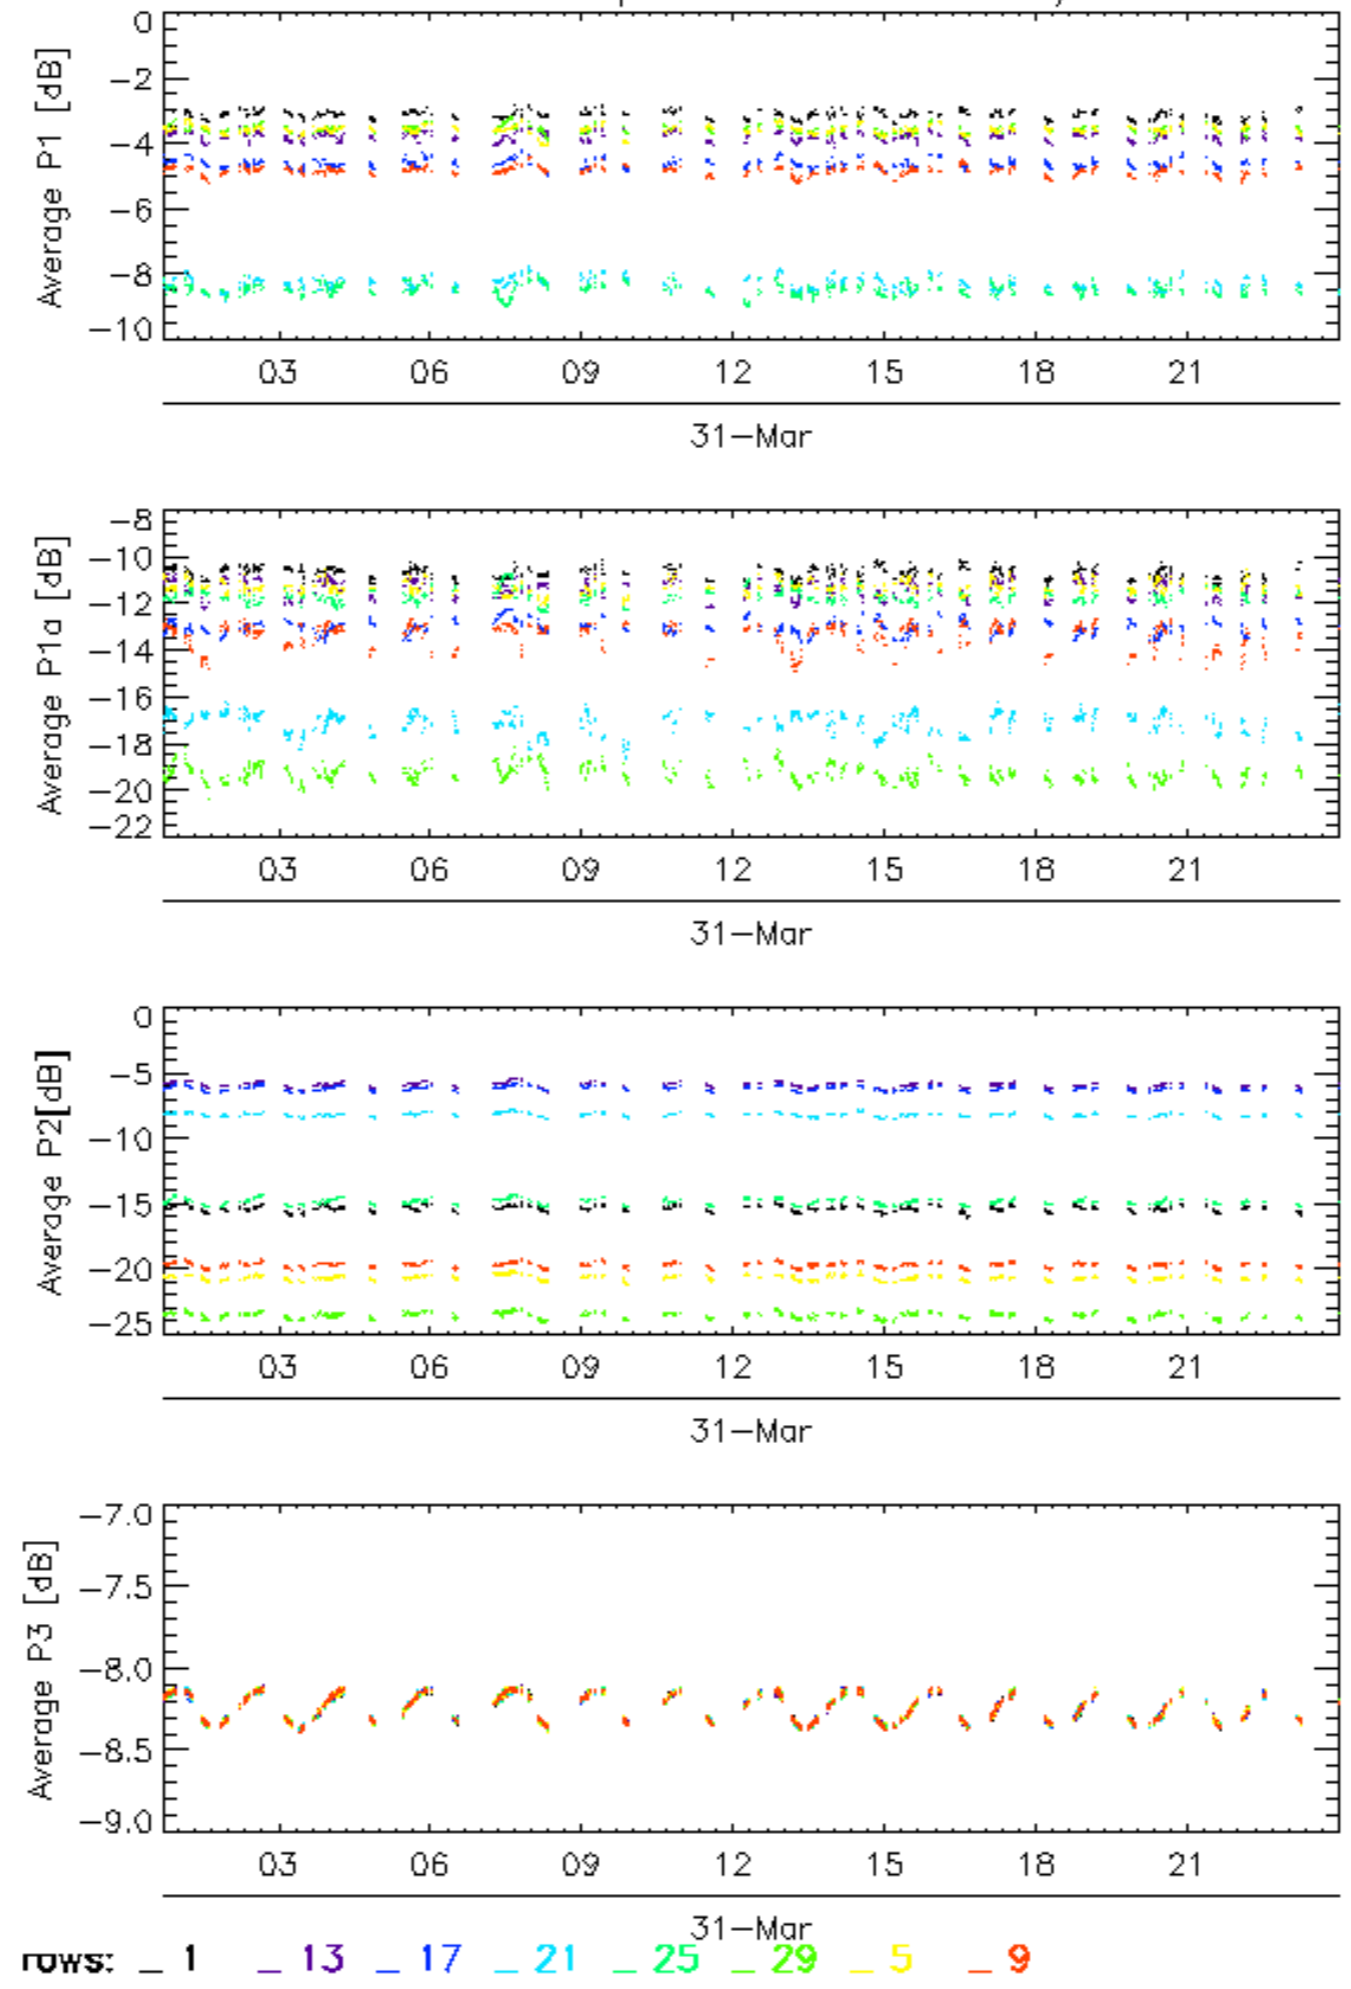 0
−2
−4
−6
−8
−10
Average P1 [dB]
03 06 09 12 15 18 21
31−Mar
−8
−10
−12
−14
−16
−18
−20
−22
Average P1a [dB]
03 06 09 12 15 18 21
31−Mar
0
−5
−10
−15
−20
−25
Average P2[dB]
03 06 09 12 15 18 21
31−Mar
−7.0
−7.5
−8.0
−8.5
−9.0
Average P3 [dB]
03 06 09 12 15 18 21
31−Mar
rows: _ 1 _ 13 _ 17 _ 21 _ 25 _ 29 _ 5 _ 9